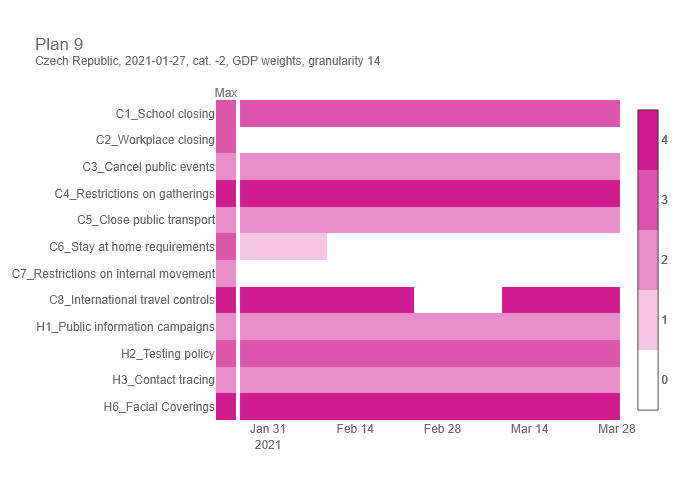 Plan 9
Czech Republic, 2021-01-27, cat. -2, GDP weights, granularity 14
Max
C1_School closing
C2_Workplace closing
C3_Cancel public events
C4_Restrictions on gatherings
C5_Close public transport
C6_Stay at home requirements
C7_Restrictions on internal movement
C8_International travel controls
H1_Public information campaigns
H2_Testing policy
H3_Contact tracing
H6_Facial Coverings
4
3
2
1
0
Jan 31 Feb 14 Feb 28 Mar 14 Mar 28
2021